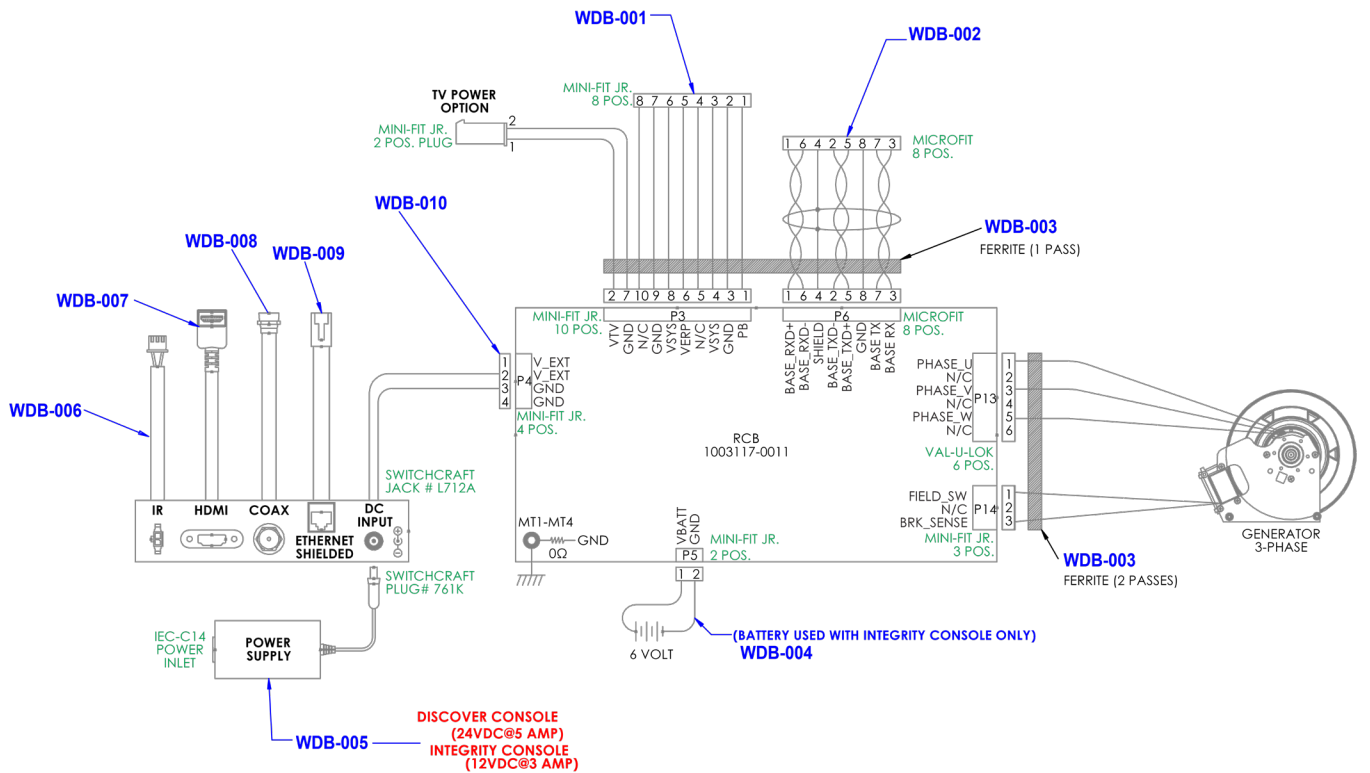 WDB-001
WDB-002
MINI-FIT JR.
8 POS.
8 7 6 5 4 3 2 1
TV POWER
OPTION
MINI-FIT JR.
2 POS. PLUG
2
1
1 6 4 2 5 8 7 3
MICROFIT
8 POS.
WDB-010
WDB-003
FERRITE (1 PASS)
WDB-008
WDB-009
WDB-007
WDB-006
2 7 10 9 8 6 5 4 3 1
1 6 4 2 5 8 7 3
MINI-FIT JR.
10 POS.
P3
P6
MICROFIT
8 POS.
VTV
GND
N/C
GND
VSYS
VERP
N/C
VSYS
GND
PB
BASE_RXD+
BASE_RXD-
SHIELD
BASE_TXD-
BASE_TXD+
GND
BASE TX
BASE RX
1
2
3
4
P4
V_EXT
V_EXT
GND
GND
MINI-FIT JR.
4 POS.
PHASE_U
N/C
PHASE_V
N/C
PHASE_W
N/C
P13
1
2
3
4
5
6
VAL-U-LOK
6 POS.
RCB
1003117-0011
FIELD_SW
N/C
BRK_SENSE
P14
1
2
3
MINI-FIT JR.
3 POS.
GENERATOR
3-PHASE
WDB-003
FERRITE (2 PASSES)
SWITCHCRAFT
JACK # L712A
IR
HDMI
COAX
ETHERNET
SHIELDED
DC
INPUT
MT1-MT4
GND
0Ω
VBATT
GND
P5
MINI-FIT JR.
2 POS.
1 2
6 VOLT
(BATTERY USED WITH INTEGRITY CONSOLE ONLY)
WDB-004
SWITCHCRAFT
PLUG# 761K
IEC-C14
POWER
INLET
POWER
SUPPLY
WDB-005
DISCOVER CONSOLE
(24VDC@5 AMP)
INTEGRITY CONSOLE
(12VDC@3 AMP)